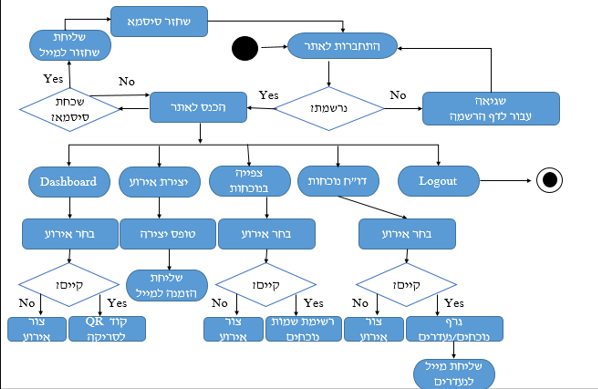 שחזור סיסמא
שליחת
שחזור למייל
התחברות לאתר
Yes
No
שכחת
סיסמא?
הכנס לאתר
Yes
נרשמת?
No
שגיאה
עבור לדף הרשמה
Dashboard
יצירת אירוע
צפייה
בנוכחות
דו״ח נוכחות
Logout
בחר אירוע
טופס יצירה
בחר אירוע
בחר אירוע
קיים?
שליחת
הזמנה למייל
קיים?
קיים?
No
Yes
No
Yes
No
Yes
צור
אירוע
קוד QR
לסריקה
צור
אירוע
רשימת שמות
נוכחים
צור
אירוע
גרף
נוכחים/נעדרים
שליחת מייל
לנעדרים